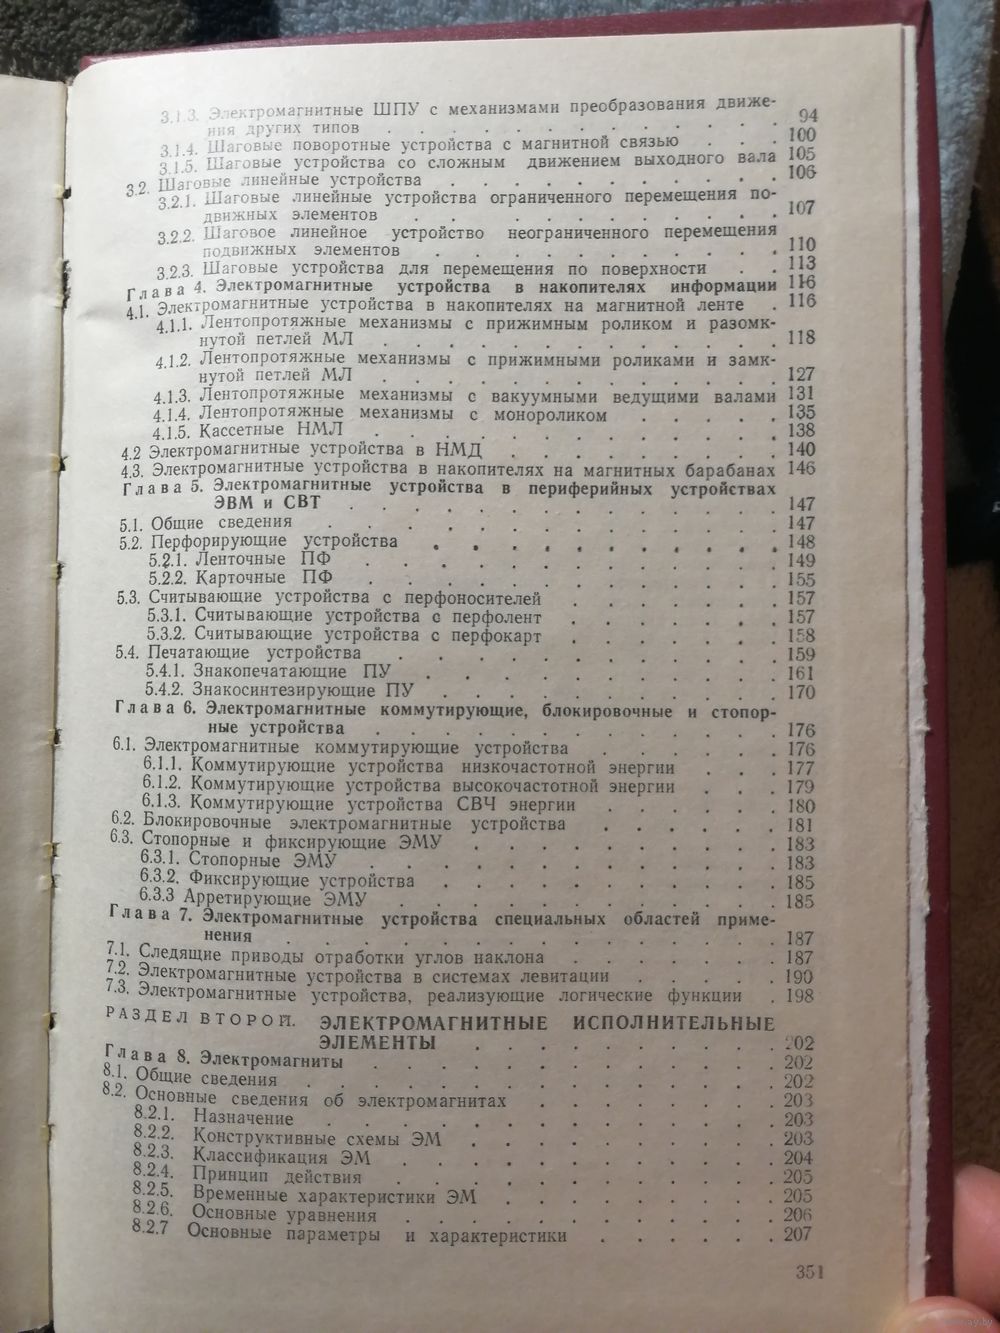 3.1.3. Электромагнитные ШПУ с механизмами преобразования движе-
ния других типов . . . . . . . . . . . 94
3.1.4. Шаговые поворотные устройства с магнитной связью . . . 100
3.1.5. Шаговые устройства со сложным движением выходного вала 105
3.2. Шаговые линейные устройства . . . . . . . . . . 106
3.2.1. Шаговые линейные устройства ограниченного перемещения по-
движных элементов . . . . . . . . . . . 107
3.2.2. Шаговое линейное устройство неограниченного перемещения
подвижных элементов . . . . . . . . . . 110
3.2.3. Шаговые устройства для перемещения по поверхности . . 113
Глава 4. Электромагнитные устройства в накопителях информации 116
4.1. Электромагнитные устройства в накопителях на магнитной ленте . 116
4.1.1. Лентопротяжные механизмы с прижимным роликом и разомк-
нутой петлей МЛ . . . . . . . . . . . 118
4.1.2. Лентопротяжные механизмы с прижимными роликами и замк-
нутой петлей МЛ . . . . . . . . . . . 127
4.1.3. Лентопротяжные механизмы с вакуумными ведущими валами 131
4.1.4. Лентопротяжные механизмы с монороликом . . . . . 135
4.1.5. Кассетные НМЛ . . . . . . . . . . . 138
4.2 Электромагнитные устройства в НМД . . . . . . . . 140
4.3. Электромагнитные устройства в накопителях на магнитных барабанах 146
Глава 5. Электромагнитные устройства в периферийных устройствах
ЭВМ и СВТ . . . . . . . . . . . . 147
5.1. Общие сведения . . . . . . . . . . . . 147
5.2. Перфорирующие устройства . . . . . . . . . 148
5.2.1. Ленточные ПФ . . . . . . . . . . . 149
5.2.2. Карточные ПФ . . . . . . . . . . . 155
5.3. Считывающие устройства с перфоносителей . . . . . . 157
5.3.1. Считывающие устройства с перфолент . . . . . . 157
5.3.2. Считывающие устройства с перфокарт . . . . . . 158
5.4. Печатающие устройства . . . . . . . . . . 159
5.4.1. Знакопечатающие ПУ . . . . . . . . . 161
5.4.2. Знакосинтезирующие ПУ . . . . . . . . . 170
Глава 6. Электромагнитные коммутирующие, блокировочные и стопор-
ные устройства . . . . . . . . . . . 176
6.1. Электромагнитные коммутирующие устройства . . . . . 176
6.1.1. Коммутирующие устройства низкочастотной энергии . . . 177
6.1.2. Коммутирующие устройства высокочастотной энергии . . . 179
6.1.3. Коммутирующие устройства СВЧ энергии . . . . . 180
6.2. Блокировочные электромагнитные устройства . . . . . . 181
6.3. Стопорные и фиксирующие ЭМУ . . . . . . . . 183
6.3.1. Стопорные ЭМУ . . . . . . . . . . . 183
6.3.2. Фиксирующие устройства . . . . . . . . . 185
6.3.3 Арретирующие ЭМУ . . . . . . . . . . 185
Глава 7. Электромагнитные устройства специальных областей приме-
нения . . . . . . . . . . . . . 187
7.1. Следящие приводы отработки углов наклона . . . . . . 187
7.2. Электромагнитные устройства в системах левитации . . . . . 190
7.3. Электромагнитные устройства, реализующие логические функции . 198
РАЗДЕЛ ВТОРОЙ. ЭЛЕКТРОМАГНИТНЫЕ ИСПОЛНИТЕЛЬНЫЕ
ЭЛЕМЕНТЫ . . . . . . . . . 202
Глава 8. Электромагниты . . . . . . . . . . . 202
8.1. Общие сведения . . . . . . . . . . . . 202
8.2. Основные сведения об электромагнитах . . . . . . . 203
8.2.1. Назначение . . . . . . . . . . . . 203
8.2.2. Конструктивные схемы ЭМ . . . . . . . . 203
8.2.3. Классификация ЭМ . . . . . . . . . . 204
8.2.4. Принцип действия . . . . . . . . . . 205
8.2.5. Временные характеристики ЭМ . . . . . . . 205
8.2.6. Основные уравнения . . . . . . . . . . 206
8.2.7 Основные параметры и характеристики . . . . . 207
351